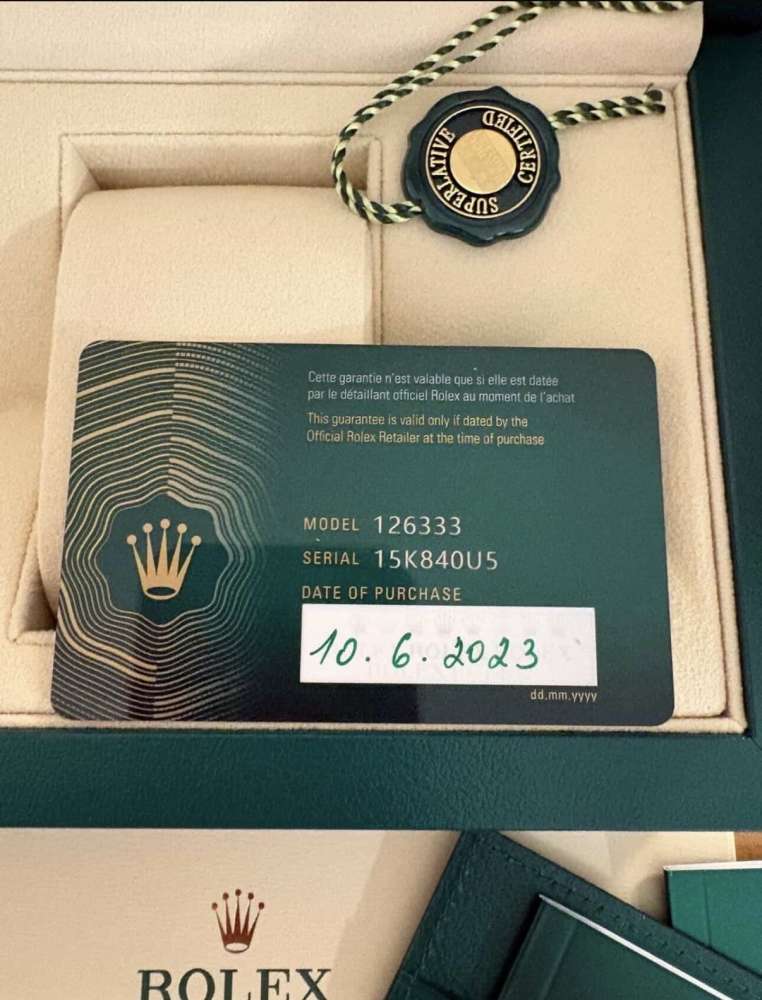 SUPERLATIVE CERTIFIED
Cette garantie n'est valable que si elle est datée
par le détaillant officiel Rolex au moment de l'achat
This guarantee is valid only if dated by the
Official Rolex Retailer at the time of purchase
MODEL 126333
SERIAL 15K840U5
DATE OF PURCHASE
10.6.2023
dd.mm.yyyy
ROLEX